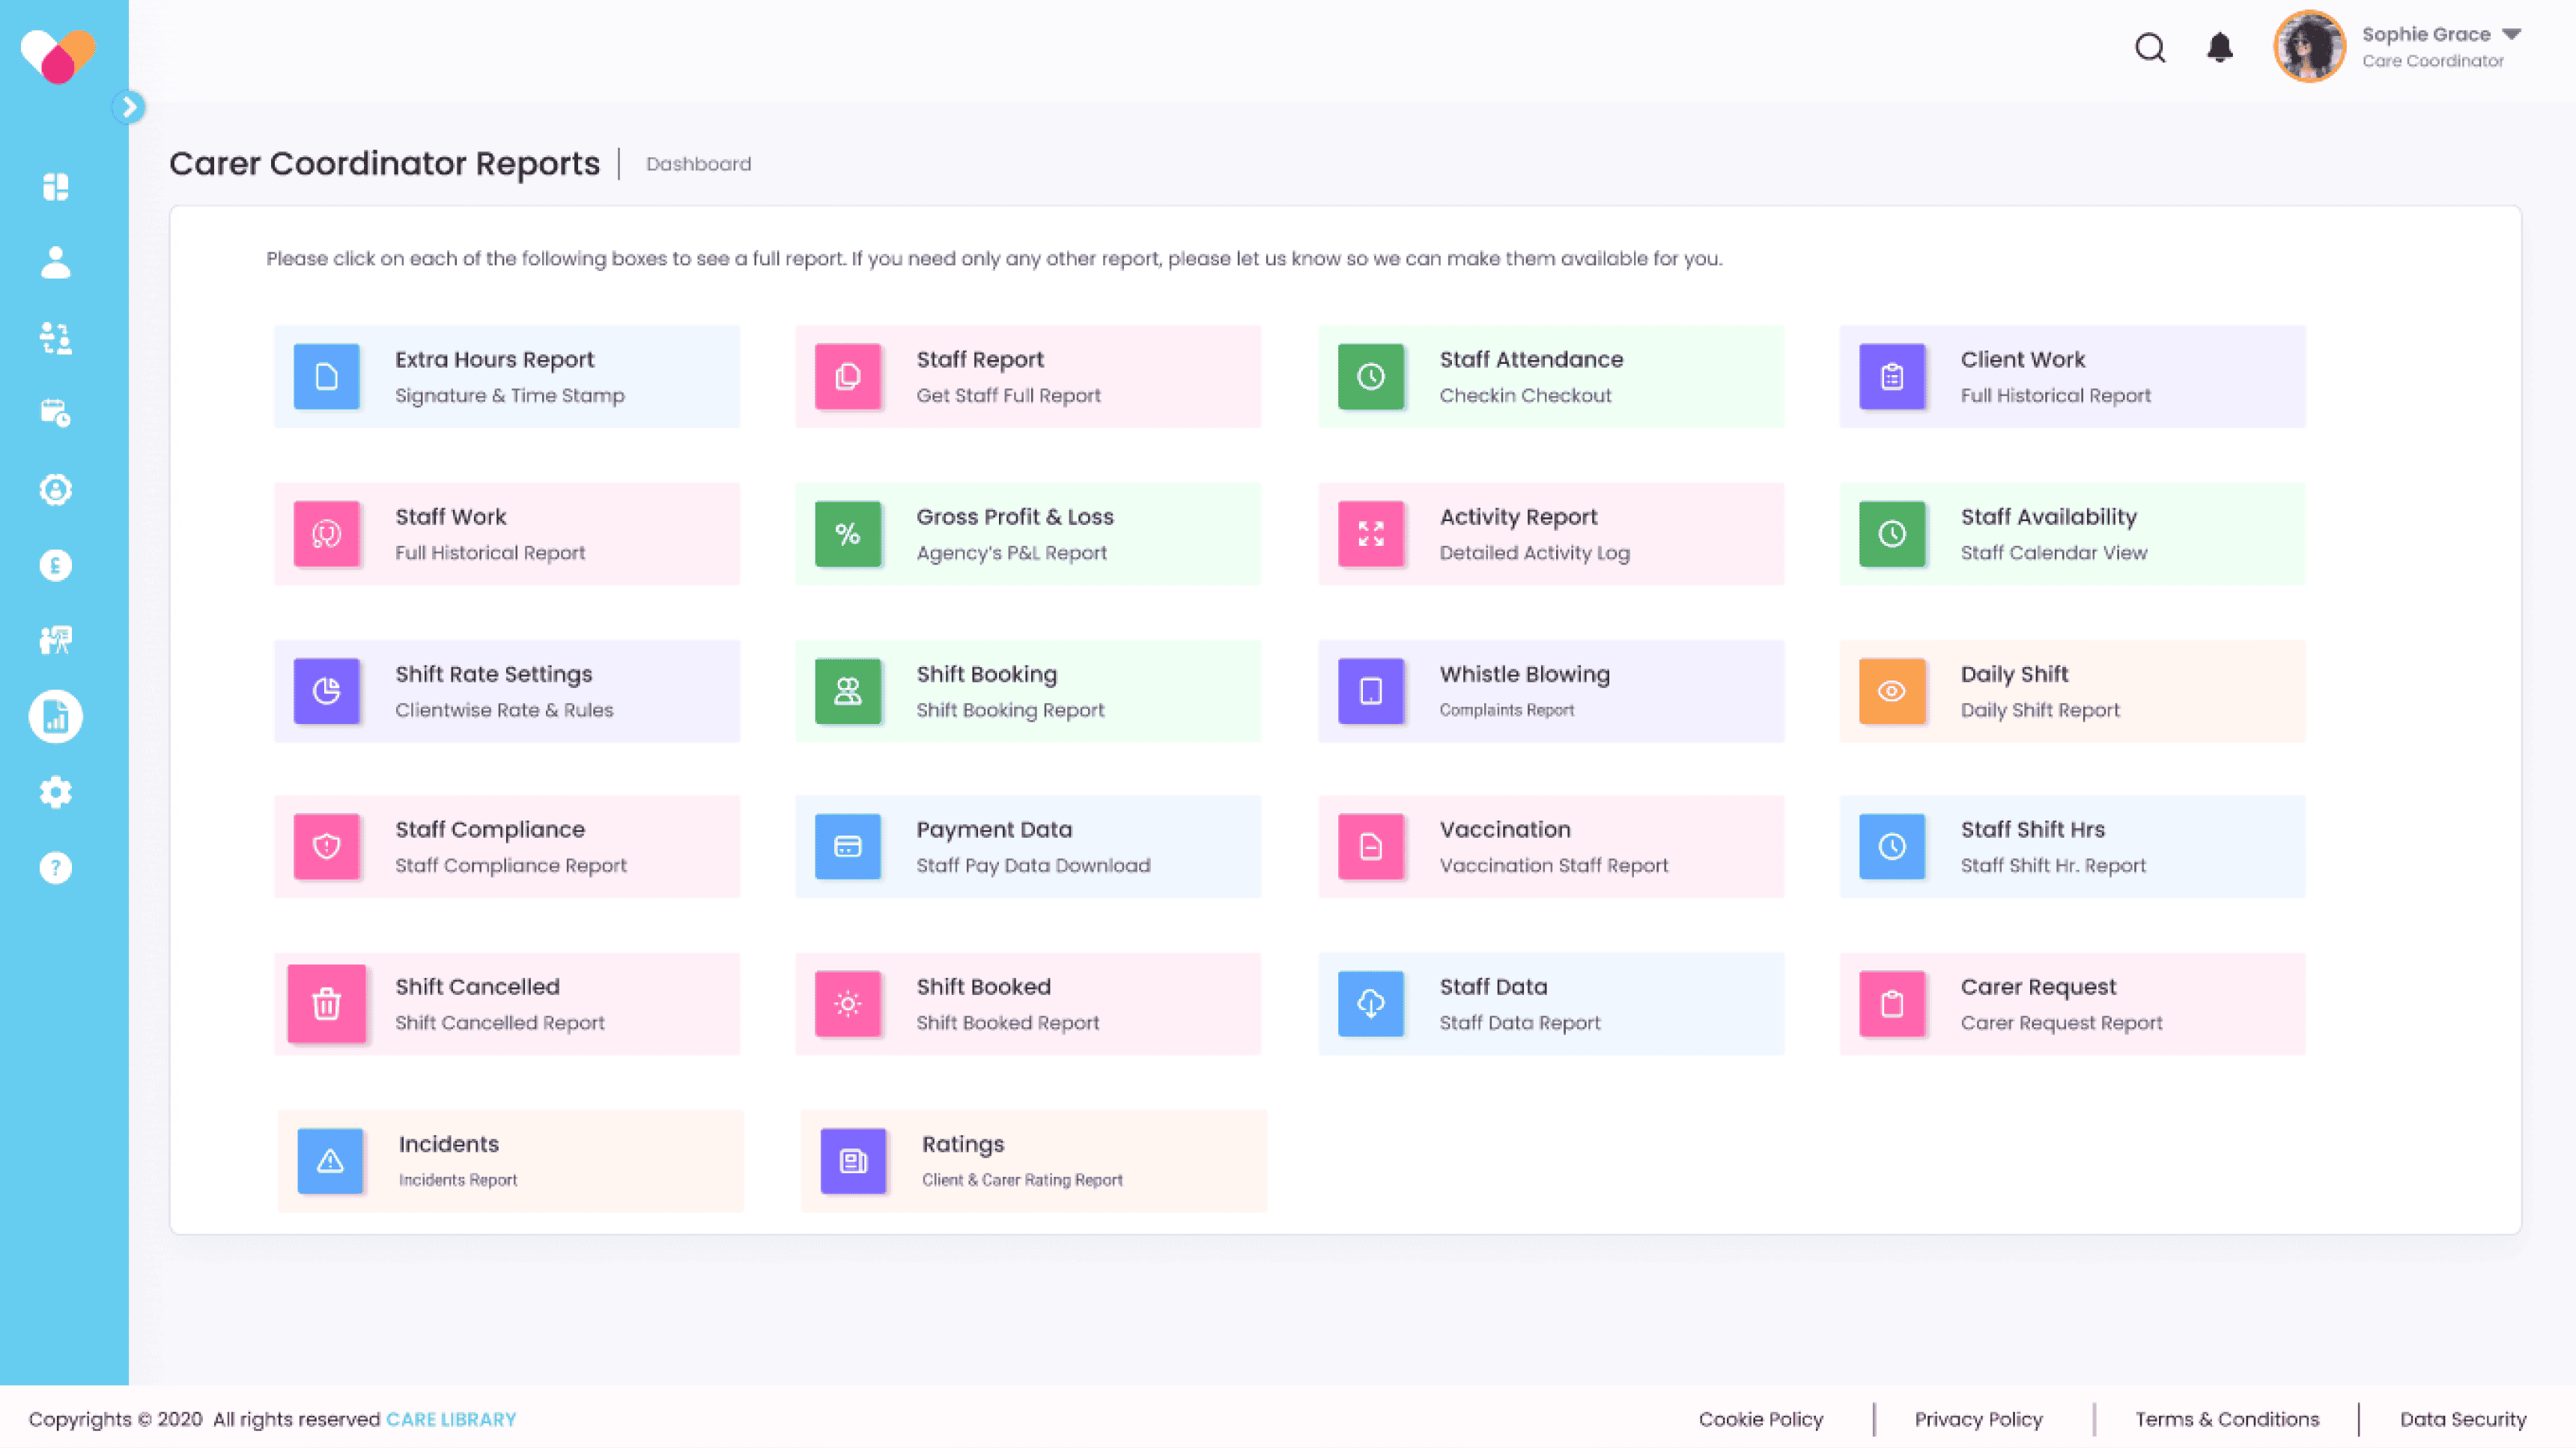 Sophie Grace
Care Coordinator
Carer Coordinator Reports
Dashboard
Please click on each of the following boxes to see a full report. If you need only any other report, please let us know so we can make them available for you.
Extra Hours Report
Signature & Time Stamp
Staff Report
Get Staff Full Report
Staff Attendance
Checkin Checkout
Client Work
Full Historical Report
Staff Work
Full Historical Report
%
Gross Profit & Loss
Agency's P&L Report
Activity Report
Detailed Activity Log
Staff Availability
Staff Calendar View
£
Shift Rate Settings
Clientwise Rate & Rules
Shift Booking
Shift Booking Report
Whistle Blowing
Complaints Report
Daily Shift
Daily Shift Report
Staff Compliance
Staff Compliance Report
Payment Data
Staff Pay Data Download
Vaccination
Vaccination Staff Report
Staff Shift Hrs
Staff Shift Hr. Report
?
Shift Cancelled
Shift Cancelled Report
Shift Booked
Shift Booked Report
Staff Data
Staff Data Report
Carer Request
Carer Request Report
Incidents
Incidents Report
Ratings
Client & Carer Rating Report
Copyrights © 2020 All rights reserved CARE LIBRARY
Cookie Policy
Privacy Policy
Terms & Conditions
Data Security